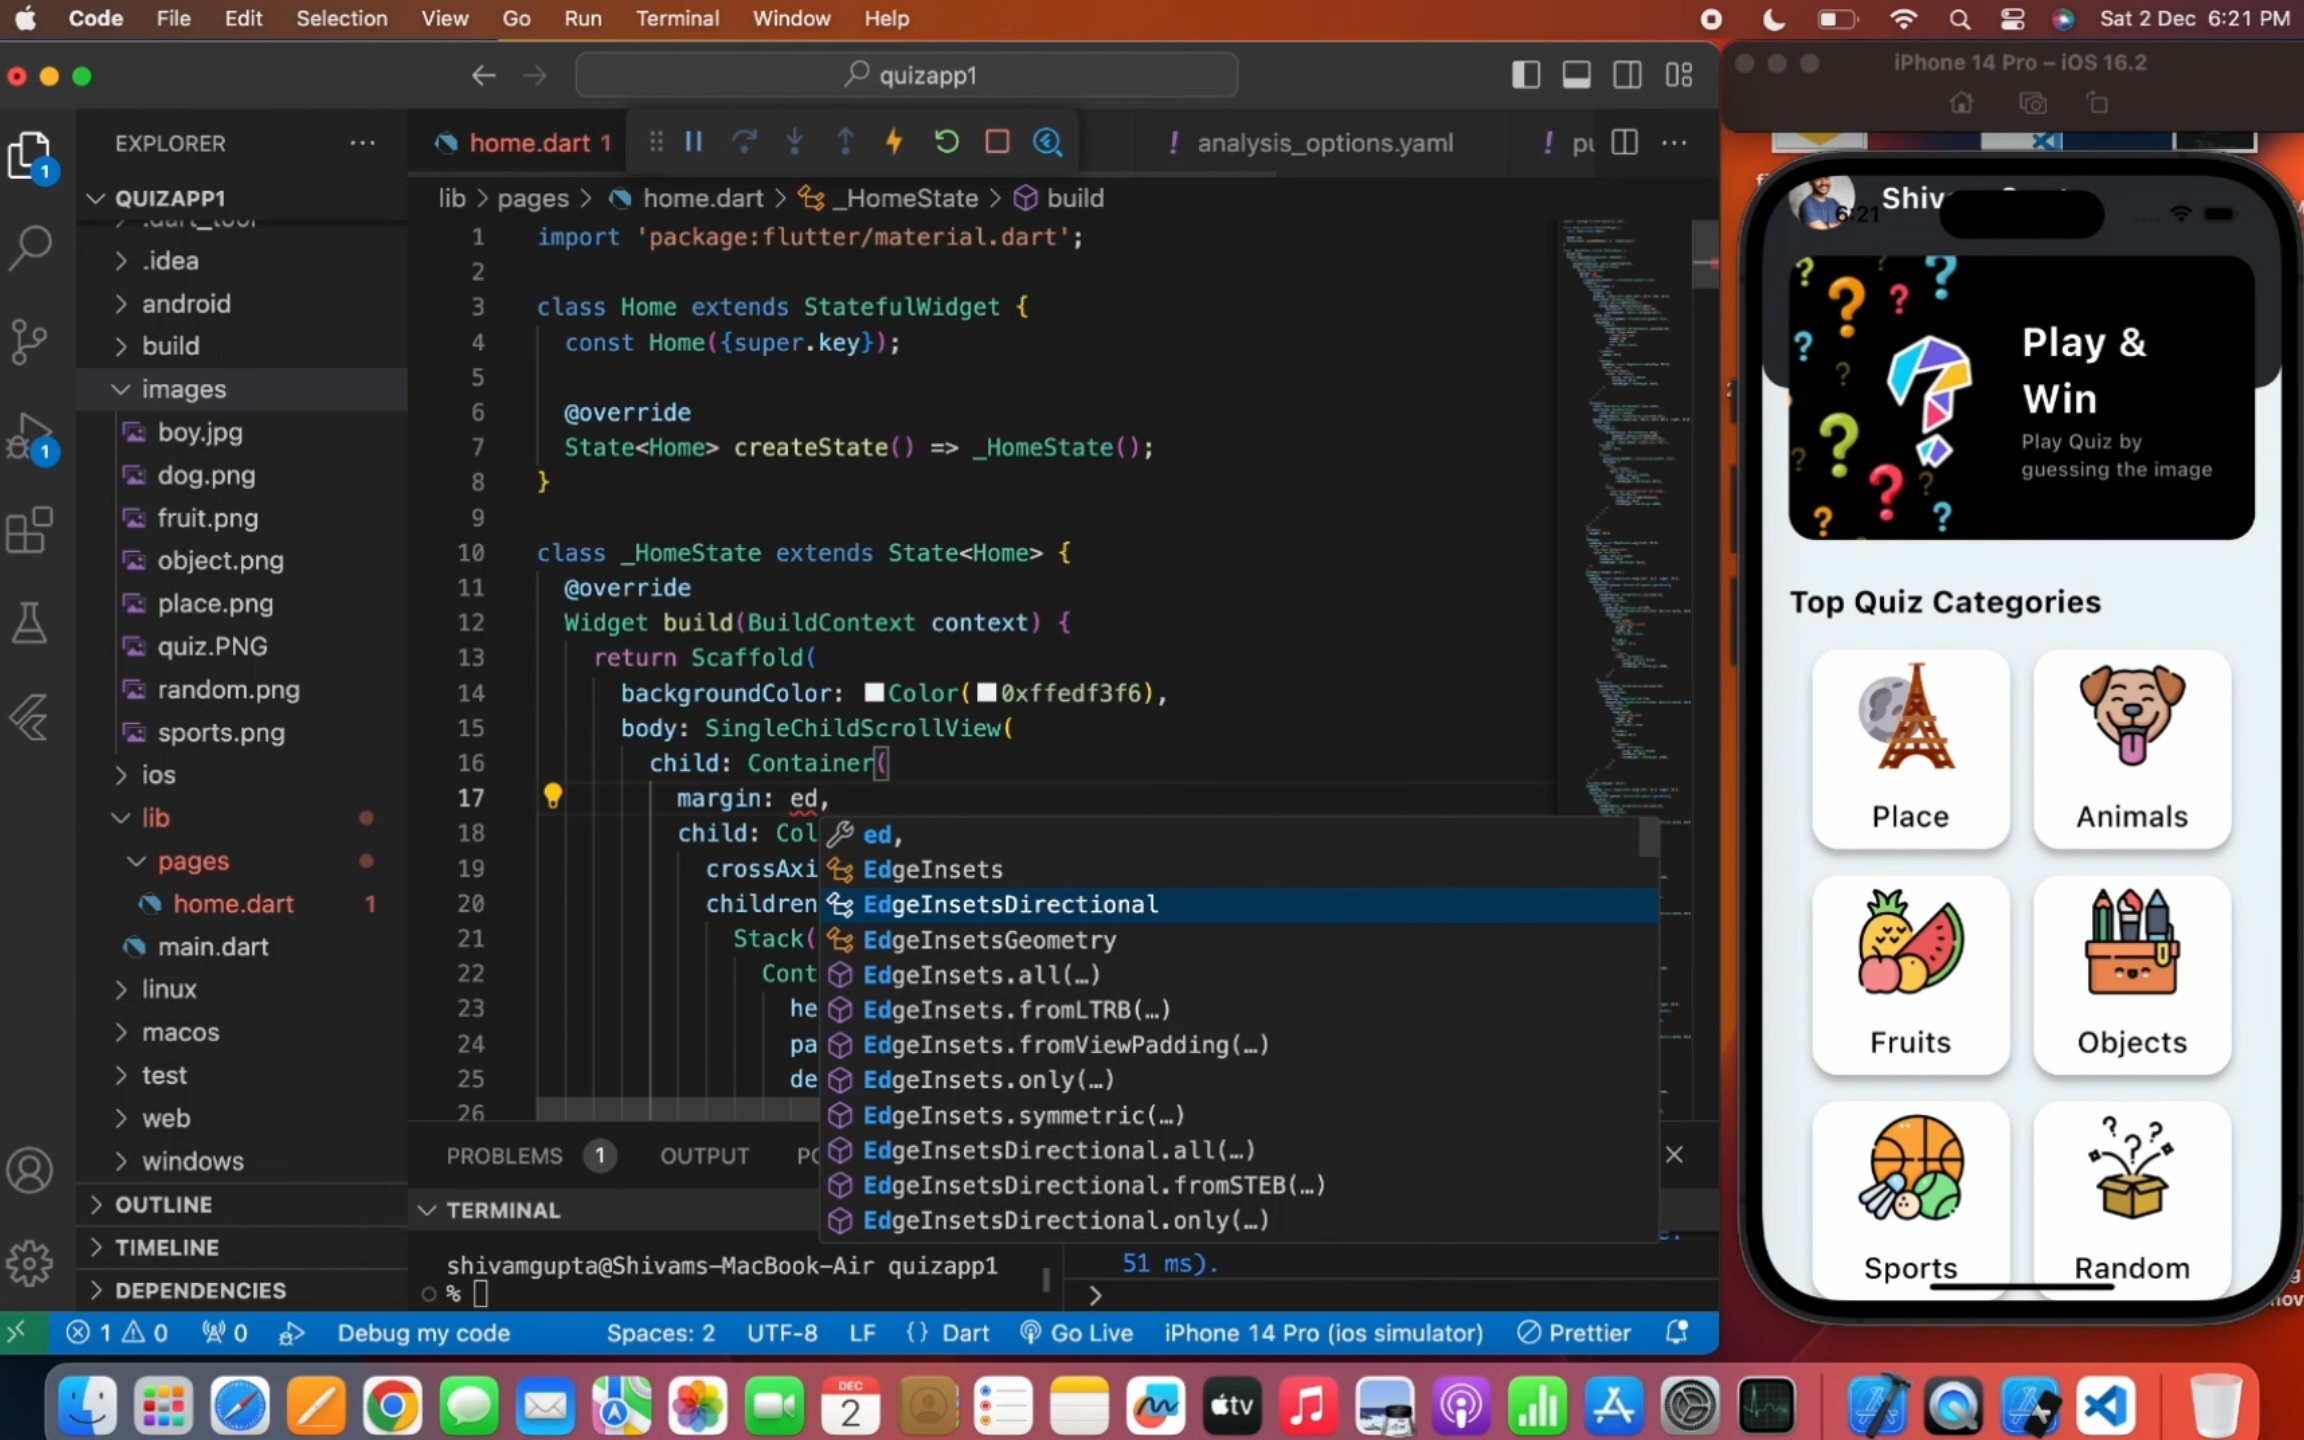 Code File Edit Selection View Go Run Terminal Window Help
Sat 2 Dec 6:21 PM
quizapp1
EXPLORER
QUIZAPP1
.dart_tool
.idea
android
build
images
boy.jpg
dog.png
fruit.png
object.png
place.png
quiz.PNG
random.png
sports.png
ios
lib
pages
home.dart 1
main.dart
linux
macos
test
web
windows
OUTLINE
TIMELINE
DEPENDENCIES
1
1
home.dart 1
! analysis_options.yaml
! pu
lib > pages > home.dart > _HomeState > build
1 import 'package:flutter/material.dart';
2
3 class Home extends StatefulWidget {
4 const Home({super.key});
5
6 @override
7 State<Home> createState() => _HomeState();
8 }
9
10 class _HomeState extends State<Home> {
11 @override
12 Widget build(BuildContext context) {
13 return Scaffold(
14 backgroundColor: Color(0xffedf3f6),
15 body: SingleChildScrollView(
16 child: Container(
17 margin: ed,
18 child: Col
19 crossAxi
20 children
21 Stack(
22 Cont
23 he
24 pa
25 de
26
ed,
EdgeInsets
EdgeInsetsDirectional
EdgeInsetsGeometry
EdgeInsets.all(…)
EdgeInsets.fromLTRB(…)
EdgeInsets.fromViewPadding(…)
EdgeInsets.only(…)
EdgeInsets.symmetric(…)
EdgeInsetsDirectional.all(…)
EdgeInsetsDirectional.fromSTEB(…)
EdgeInsetsDirectional.only(…)
PROBLEMS 1 OUTPUT PO
TERMINAL
shivamgupta@Shivams-MacBook-Air quizapp1
%
51 ms).
>
1 0 0 Debug my code Spaces: 2 UTF-8 LF {} Dart Go Live iPhone 14 Pro (ios simulator) Prettier
iPhone 14 Pro – iOS 16.2
6:21
Shiv
Play &
Win
Play Quiz by
guessing the image
Top Quiz Categories
Place
Animals
Fruits
Objects
Sports
Random
DEC
2
tv